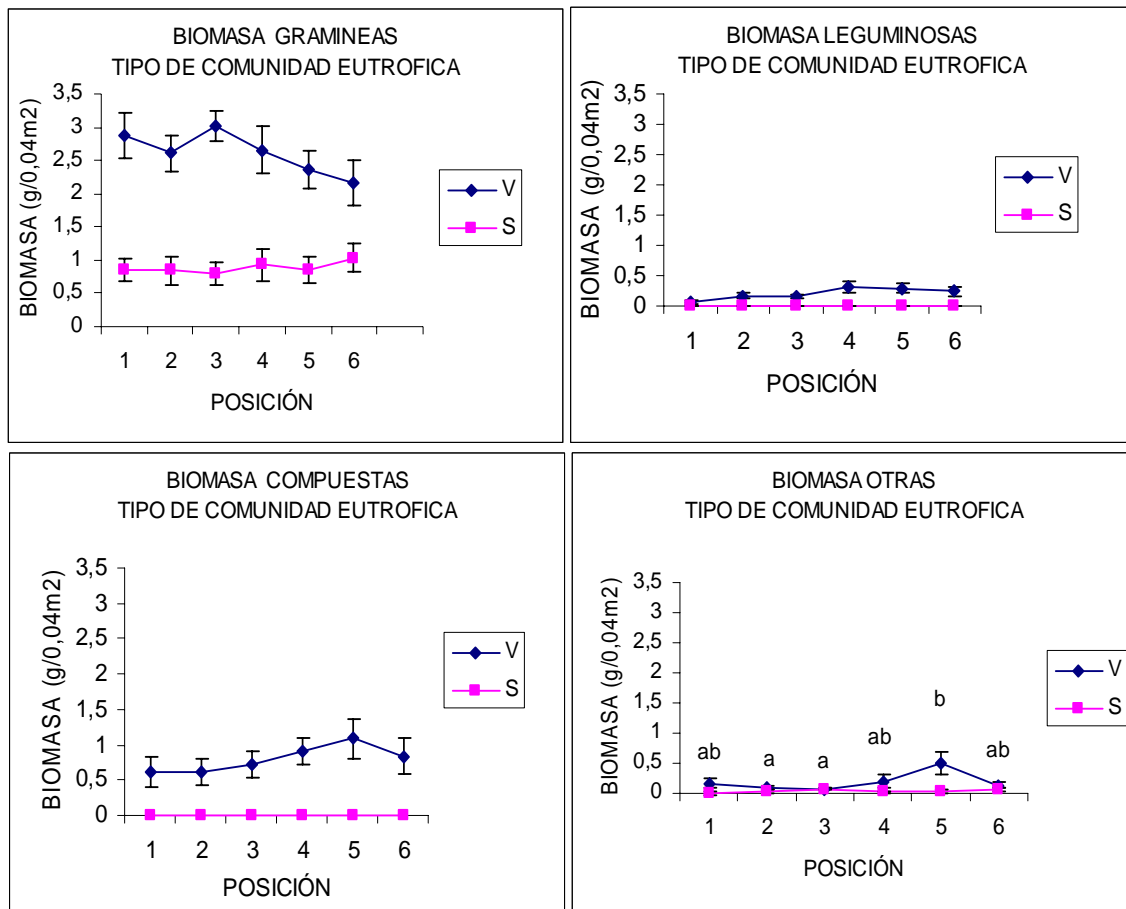 BIOMASA GRAMINEAS
TIPO DE COMUNIDAD EUTROFICA
BIOMASA (g/0,04m2)
3,5
3
2,5
2
1,5
1
0,5
0
1 2 3 4 5 6
POSICIÓN
V
S
BIOMASA LEGUMINOSAS
TIPO DE COMUNIDAD EUTROFICA
BIOMASA (g/0,04m2)
3,5
3
2,5
2
1,5
1
0,5
0
1 2 3 4 5 6
POSICIÓN
V
S
BIOMASA COMPUESTAS
TIPO DE COMUNIDAD EUTROFICA
BIOMASA (g/0,04m2)
3,5
3
2,5
2
1,5
1
0,5
0
1 2 3 4 5 6
POSICIÓN
V
S
BIOMASA OTRAS
TIPO DE COMUNIDAD EUTROFICA
BIOMASA (g/0,04m2)
3,5
3
2,5
2
1,5
1
0,5
0
ab a a ab b ab
1 2 3 4 5 6
POSICIÓN
V
S